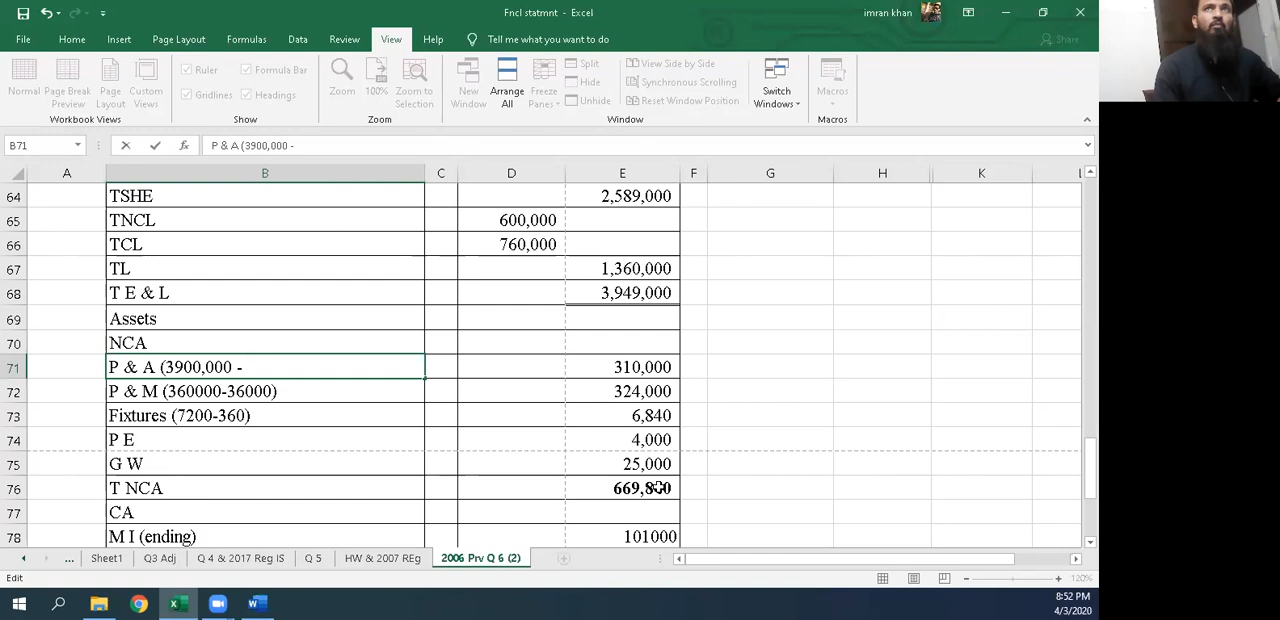 Fncl statmnt - Excel
imran khan
File Home Insert Page Layout Formulas Data Review View Help Tell me what you want to do Share
Normal Page Break Preview Page Layout Custom Views
Ruler Formula Bar
Gridlines Headings
Zoom 100% Zoom to Selection
New Window Arrange All Freeze Panes
Split
Hide
Unhide
View Side by Side
Synchronous Scrolling
Reset Window Position
Switch Windows Macros
Workbook Views Show Zoom Window Macros
B71 fx P & A (3900,000 -
A B C D E F G H K L
64 TSHE 2,589,000
65 TNCL 600,000
66 TCL 760,000
67 TL 1,360,000
68 T E & L 3,949,000
69 Assets
70 NCA
71 P & A (3900,000 - 310,000
72 P & M (360000-36000) 324,000
73 Fixtures (7200-360) 6,840
74 P E 4,000
75 G W 25,000
76 T NCA
77 CA
78 M I (ending) 101000
... Sheet1 Q3 Adj Q 4 & 2017 Reg IS Q 5 HW & 2007 REg 2006 Prv Q 6 (2)
Edit 120%
8:52 PM
4/3/2020